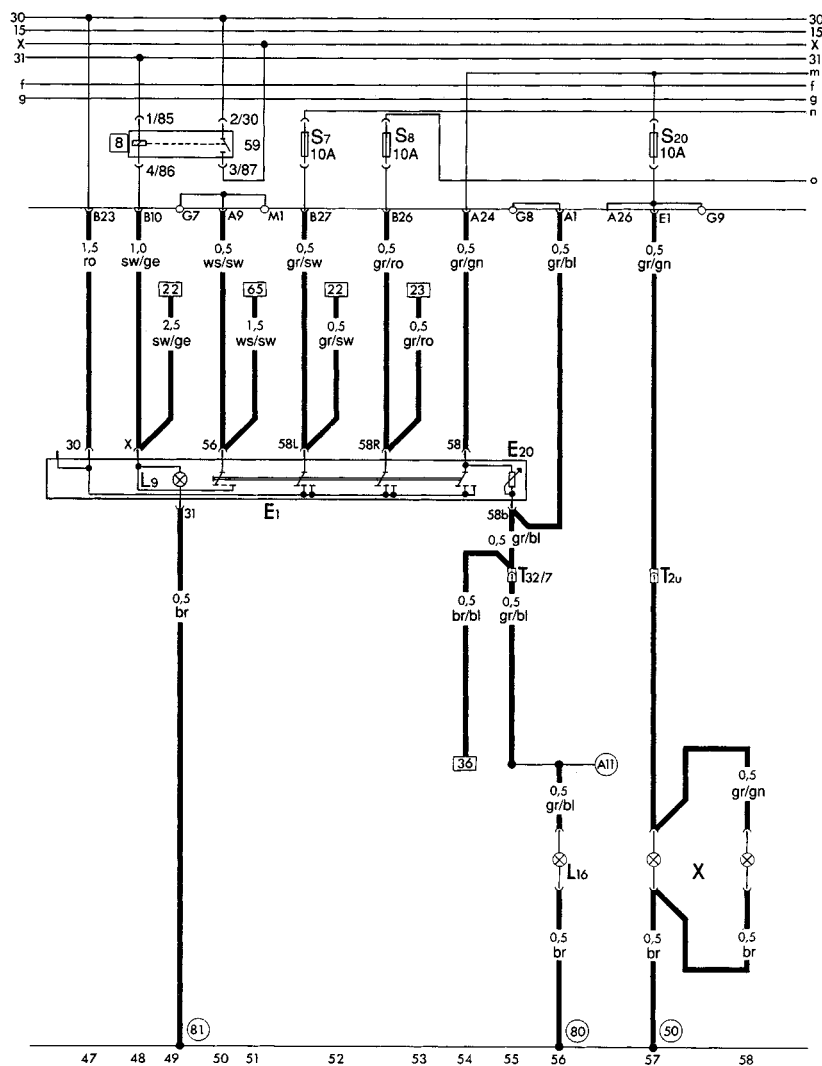 30 30
15 15
X X
31 31
m
f f
g g
n
1/85 2/30 S7 S8 S20
8 59 10A 10A 10A
4/86 3/87
o
B23 B10 G7 A9 M1 B27 B26 A24 G8 A1 A26 E1 G9
1,5 1,0 0,5 0,5 0,5 0,5 0,5 0,5
ro sw/ge ws/sw gr/sw gr/ro gr/gn gr/bl gr/gn
22 65 22 23
2,5 1,5 0,5 0,5
sw/ge ws/sw gr/sw gr/ro
30 X 56 58L 58R 58 E20
L9
31 E1 58b
0,5 gr/bl
T32/7 T2u
0,5 0,5 0,5
br br/bl gr/bl
36 A11
0,5 0,5
gr/bl gr/gn
L16 X
0,5 0,5 0,5
br br br
81 80 50
47 48 49 50 51 52 53 54 55 56 57 58